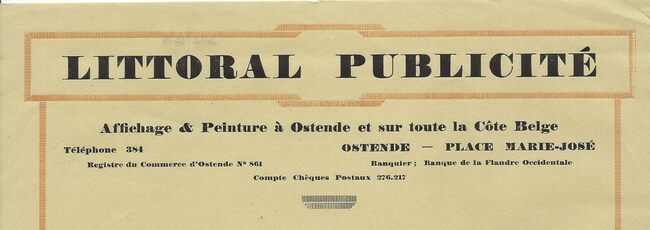 LITTORAL PUBLICITÉ
Affichage & Peinture à Ostende et sur toute la Côte Belge
Téléphone 384 OSTENDE — PLACE MARIE-JOSÉ
Registre du Commerce d'Ostende N° 861 Banquier ; Banque de la Flandre Occidentale
Compte Chèques Postaux 276.217